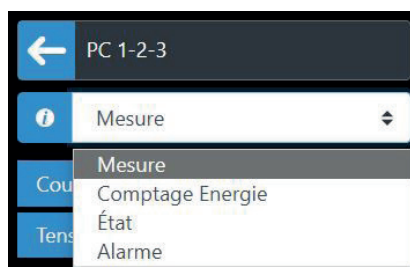 PC 1-2-3
Mesure
Mesure
Comptage Energie
État
Alarme